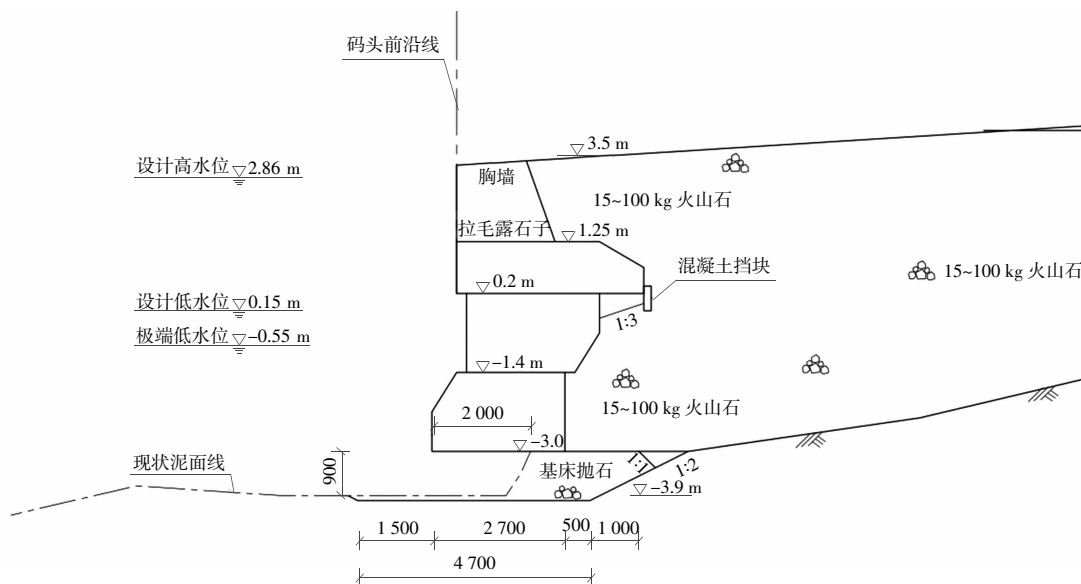 码头前沿线
3.5 m
设计高水位 2.86 m
胸墙
15~100 kg 火山石
拉毛露石子
1.25 m
混凝土挡块
15~100 kg 火山石
0.2 m
设计低水位 0.15 m
1:3
极端低水位 -0.55 m
-1.4 m
2 000
15~100 kg 火山石
-3.0
现状泥面线
900
基床抛石
1:1
1:2
-3.9 m
1 500
2 700
500
1 000
4 700